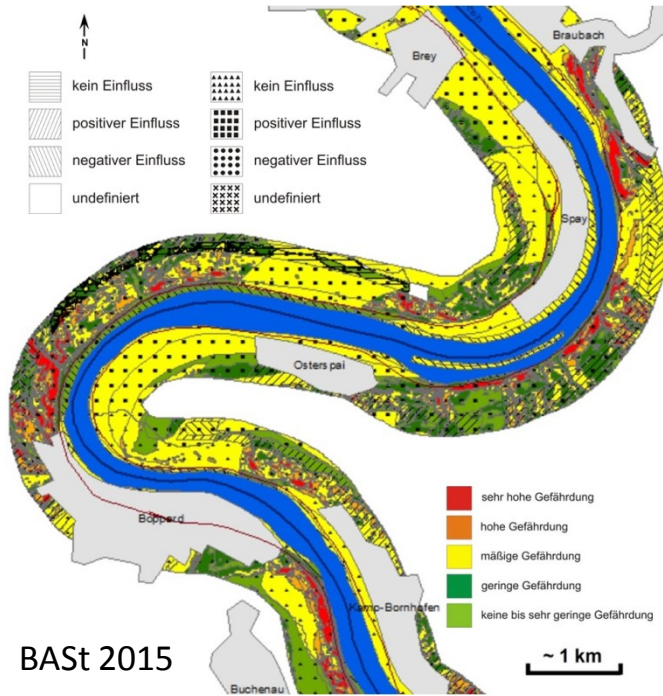 N
kein Einfluss
positiver Einfluss
negativer Einfluss
undefiniert
kein Einfluss
positiver Einfluss
negativer Einfluss
undefiniert
Braubach
Brey
Spay
Osterspai
Boppard
Kamp-Bornhofen
Buchenau
sehr hohe Gefährdung
hohe Gefährdung
mäßige Gefährdung
geringe Gefährdung
keine bis sehr geringe Gefährdung
~ 1 km
BASt 2015